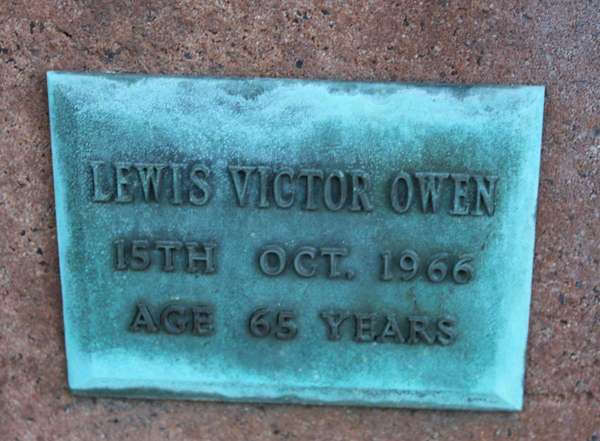 LEWIS VICTOR OWEN
15TH OCT. 1966
AGE 65 YEARS